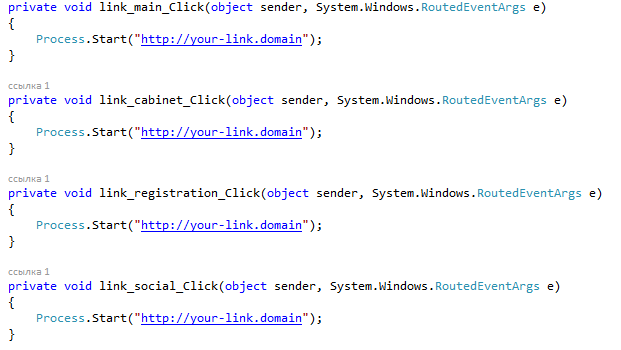 private void link_main_Click(object sender, System.Windows.RoutedEventArgs e)
{
    Process.Start("http://your-link.domain");
}
ссылка 1
private void link_cabinet_Click(object sender, System.Windows.RoutedEventArgs e)
{
    Process.Start("http://your-link.domain");
}
ссылка 1
private void link_registration_Click(object sender, System.Windows.RoutedEventArgs e)
{
    Process.Start("http://your-link.domain");
}
ссылка 1
private void link_social_Click(object sender, System.Windows.RoutedEventArgs e)
{
    Process.Start("http://your-link.domain");
}